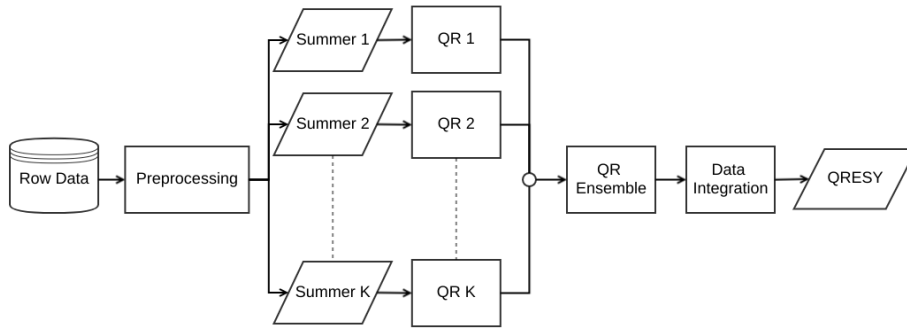 Row Data
Preprocessing
Summer 1
QR 1
Summer 2
QR 2
Summer K
QR K
QR
Ensemble
Data
Integration
QRESY